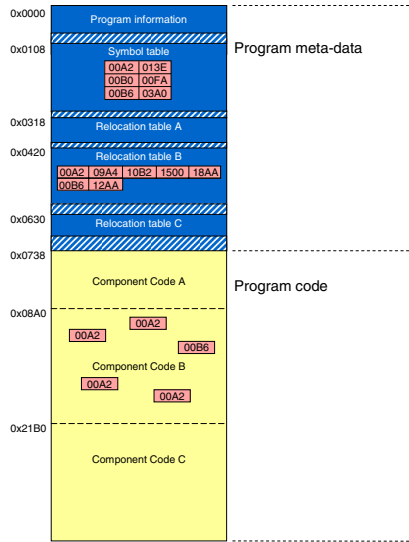 0x0000
Program information
0x0108
Symbol table
Program meta-data
00A2 013E
00B0 00FA
00B6 03A0
0x0318
Relocation table A
0x0420
Relocation table B
00A2 09A4 10B2 1500 18AA
00B6 12AA
0x0630
Relocation table C
0x0738
Component Code A
Program code
0x08A0
00A2
00A2
00B6
Component Code B
00A2
00A2
0x21B0
Component Code C